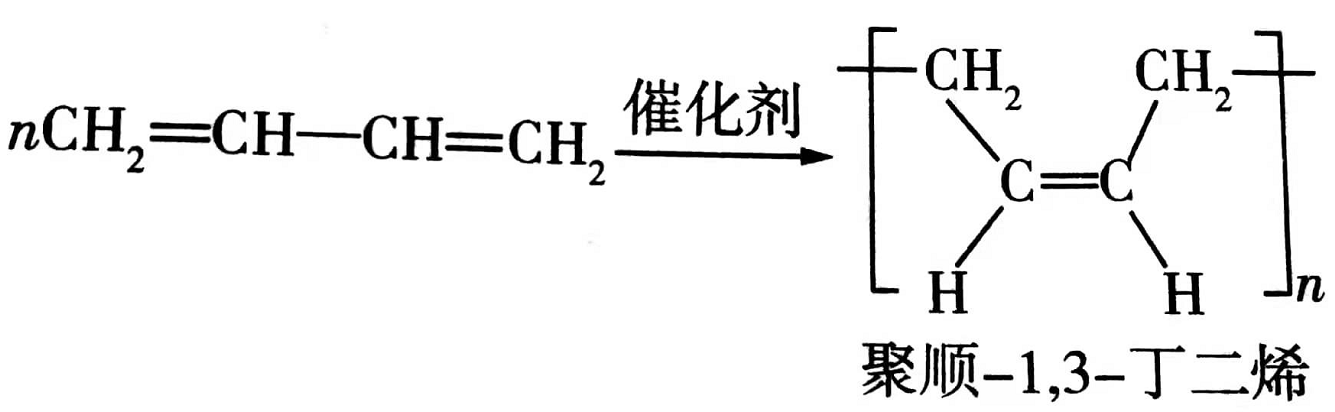 nCH₂=CH—CH=CH₂ 催化剂
CH₂ CH₂
C=C
H H n
聚顺-1,3-丁二烯